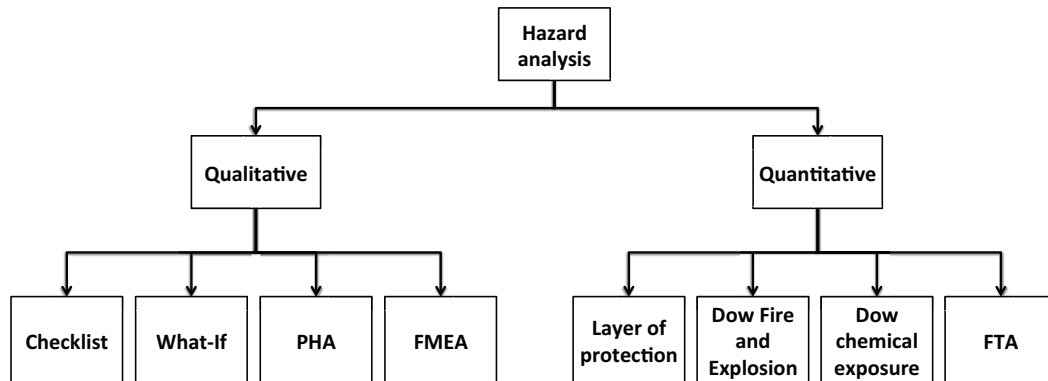 Hazard
analysis
Qualitative
Quantitative
Checklist
What-If
PHA
FMEA
Layer of
protection
Dow Fire
and
Explosion
Dow
chemical
exposure
FTA